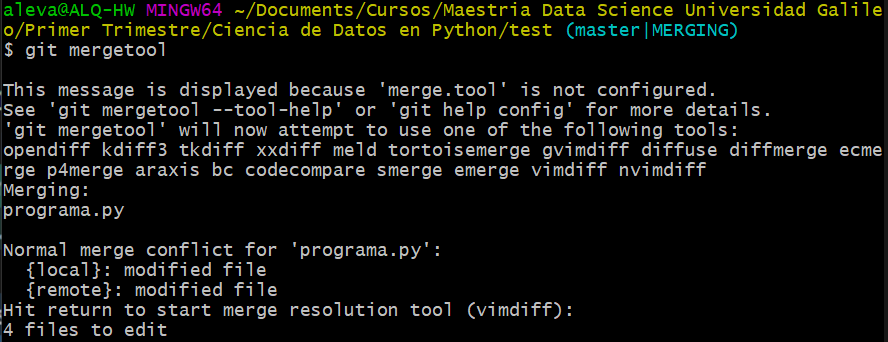 aleva@ALQ-HW MINGW64 ~/Documents/Cursos/Maestria Data Science Universidad Galile
o/Primer Trimestre/Ciencia de Datos en Python/test (master|MERGING)
$ git mergetool

This message is displayed because 'merge.tool' is not configured.
See 'git mergetool --tool-help' or 'git help config' for more details.
'git mergetool' will now attempt to use one of the following tools:
opendiff kdiff3 tkdiff xxdiff meld tortoisemerge gvimdiff diffuse diffmerge ecme
rge p4merge araxis bc codecompare smerge emerge vimdiff nvimdiff
Merging:
programa.py

Normal merge conflict for 'programa.py':
  {local}: modified file
  {remote}: modified file
Hit return to start merge resolution tool (vimdiff):
4 files to edit